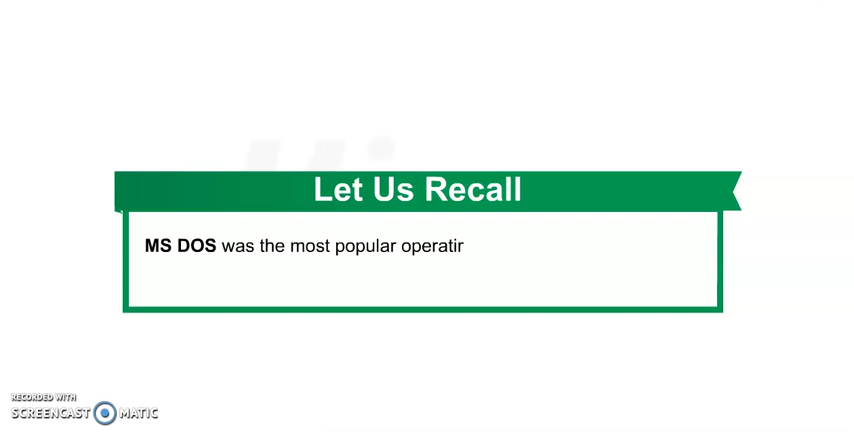 Let Us Recall
MS DOS was the most popular operatir
RECORDED WITH
SCREENCAST MATIC